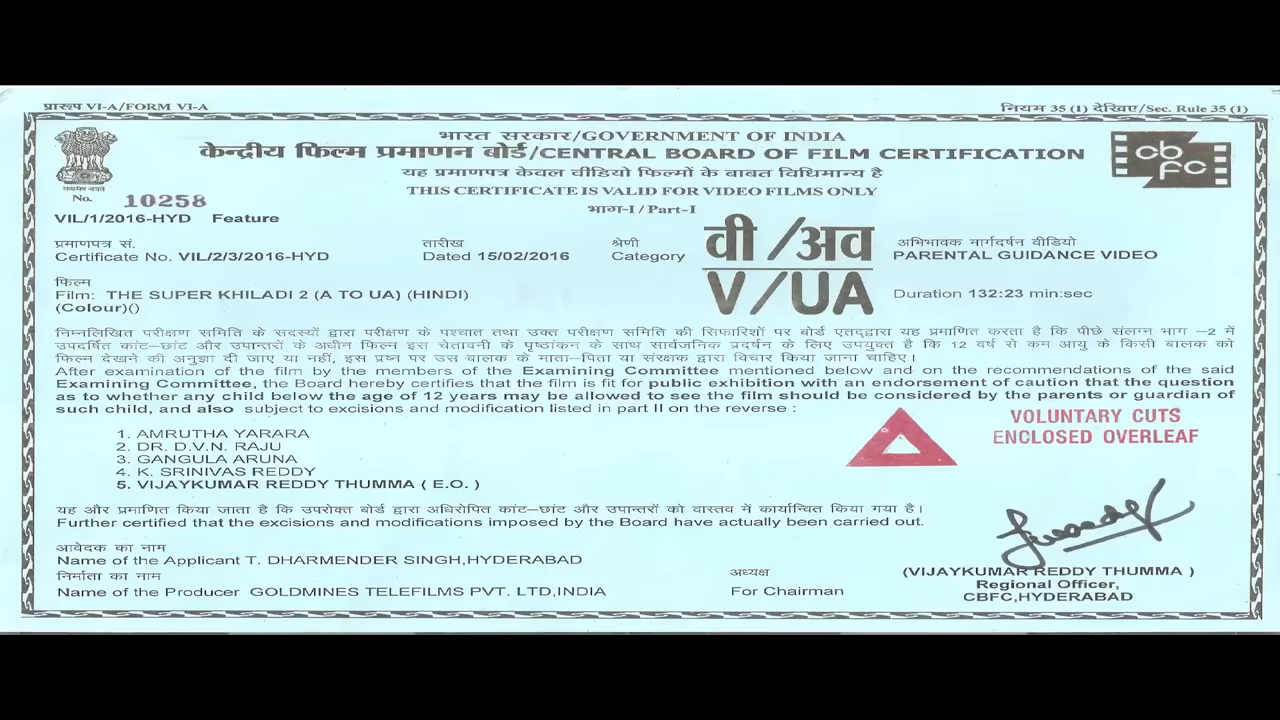 प्रारूप VI-A/FORM VI-A
नियम 35 (1) देखिए/Sec. Rule 35 (1)
भारत सरकार/GOVERNMENT OF INDIA
केन्द्रीय फिल्म प्रमाणन बोर्ड/CENTRAL BOARD OF FILM CERTIFICATION
cb
fc
यह प्रमाणपत्र केवल वीडियो फिल्मों के बाबत विधिमान्य है
सत्यमेव जयते
THIS CERTIFICATE IS VALID FOR VIDEO FILMS ONLY
No. 10258
भाग-I / Part-I
VIL/1/2016-HYD Feature
प्रमाणपत्र सं. तारीख श्रेणी वी /अव अभिभावक मार्गदर्शन वीडियो
Certificate No. VIL/2/3/2016-HYD Dated 15/02/2016 Category PARENTAL GUIDANCE VIDEO
फिल्म
Film: THE SUPER KHILADI 2 (A TO UA) (HINDI) V/UA Duration 132:23 min:sec
(Colour)()
निम्नलिखित परीक्षण समिति के सदस्यों द्वारा परीक्षण के पश्चात तथा उक्त परीक्षण समिति की सिफारिशों पर बोर्ड एतद्द्वारा यह प्रमाणित करता है कि पीछे संलग्न भाग –2 में
उपदर्शित कांट–छांट और उपान्तरों के अधीन फिल्म इस चेतावनी के पृष्ठांकन के साथ सार्वजनिक प्रदर्शन के लिए उपयुक्त है कि 12 वर्ष से कम आयु के किसी बालक को
फिल्म देखने की अनुज्ञा दी जाए या नहीं, इस प्रश्न पर उस बालक के माता–पिता या संरक्षक द्वारा विचार किया जाना चाहिए।
After examination of the film by the members of the Examining Committee mentioned below and on the recommendations of the said
Examining Committee, the Board hereby certifies that the film is fit for public exhibition with an endorsement of caution that the question
as to whether any child below the age of 12 years may be allowed to see the film should be considered by the parents or guardian of
such child, and also subject to excisions and modification listed in part II on the reverse :
VOLUNTARY CUTS
ENCLOSED OVERLEAF
1. AMRUTHA YARARA
2. DR. D.V.N. RAJU
3. GANGULA ARUNA
4. K. SRINIVAS REDDY
5. VIJAYKUMAR REDDY THUMMA ( E.O. )
यह और प्रमाणित किया जाता है कि उपरोक्त बोर्ड द्वारा अधिरोपित कांट–छांट और उपान्तरों को वास्तव में कार्यान्वित किया गया है।
Further certified that the excisions and modifications imposed by the Board have actually been carried out.
आवेदक का नाम
Name of the Applicant T. DHARMENDER SINGH,HYDERABAD
निर्माता का नाम
Name of the Producer GOLDMINES TELEFILMS PVT. LTD,INDIA
अध्यक्ष
For Chairman
(VIJAYKUMAR REDDY THUMMA )
Regional Officer,
CBFC,HYDERABAD